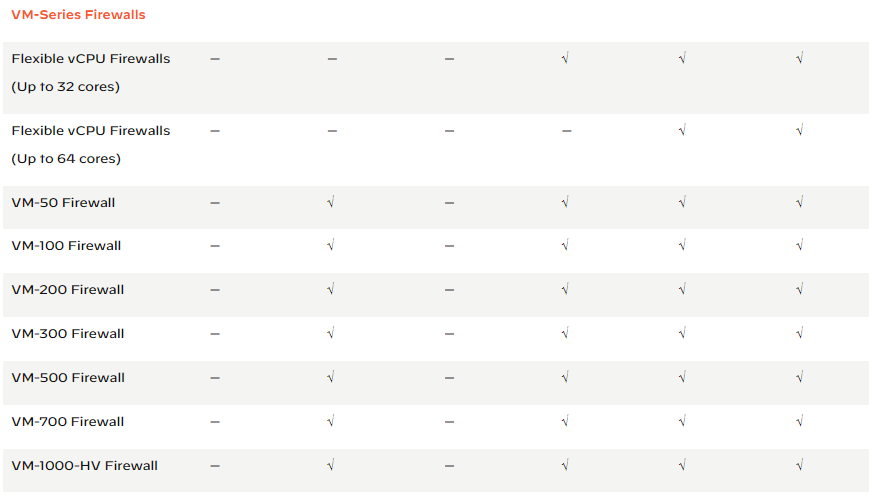 VM-Series Firewalls
Flexible vCPU Firewalls — — — √ √ √
(Up to 32 cores)
Flexible vCPU Firewalls — — — — √ √
(Up to 64 cores)
VM-50 Firewall — √ — √ √ √
VM-100 Firewall — √ — √ √ √
VM-200 Firewall — √ — √ √ √
VM-300 Firewall — √ — √ √ √
VM-500 Firewall — √ — √ √ √
VM-700 Firewall — √ — √ √ √
VM-1000-HV Firewall — √ — √ √ √